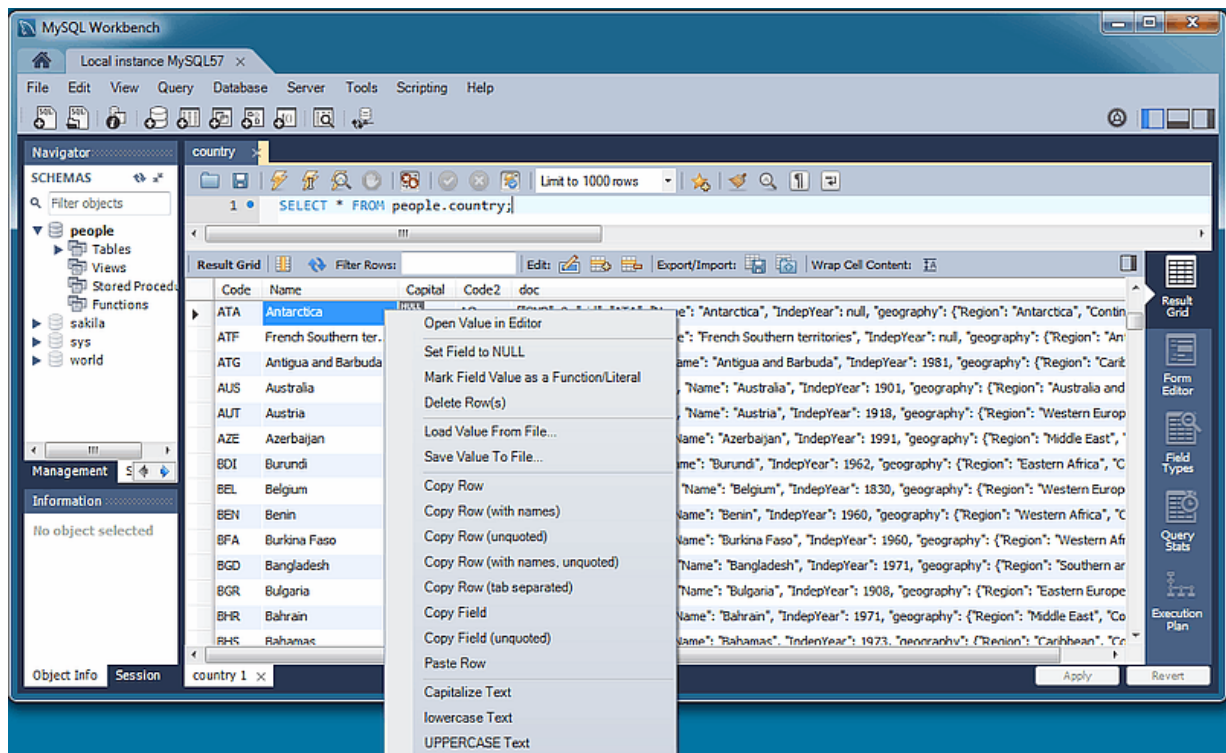 MySQL Workbench
Local instance MySQL57
File Edit View Query Database Server Tools Scripting Help
Navigator
SCHEMAS
Filter objects
people
Tables
Views
Stored Procedu
Functions
sakila
sys
world
Management S
Information
No object selected
Object Info Session
country
Limit to 1000 rows
1 SELECT * FROM people.country;
Result Grid Filter Rows: Edit: Export/Import: Wrap Cell Content:
Code Name Capital Code2 doc
ATA Antarctica NULL "Antarctica", "IndepYear": null, "geography": {"Region": "Antarctica", "Contin
ATF French Southern ter... "French Southern territories", "IndepYear": null, "geography": {"Region": "An
ATG Antigua and Barbuda ame": "Antigua and Barbuda", "IndepYear": 1981, "geography": {"Region": "Carib
AUS Australia , "Name": "Australia", "IndepYear": 1901, "geography": {"Region": "Australia and
AUT Austria , "Name": "Austria", "IndepYear": 1918, "geography": {"Region": "Western Europ
AZE Azerbaijan Name": "Azerbaijan", "IndepYear": 1991, "geography": {"Region": "Middle East", "
BDI Burundi me": "Burundi", "IndepYear": 1962, "geography": {"Region": "Eastern Africa", "C
BEL Belgium "Name": "Belgium", "IndepYear": 1830, "geography": {"Region": "Western Europ
BEN Benin Name": "Benin", "IndepYear": 1960, "geography": {"Region": "Western Africa", "C
BFA Burkina Faso Name": "Burkina Faso", "IndepYear": 1960, "geography": {"Region": "Western Afr
BGD Bangladesh "Name": "Bangladesh", "IndepYear": 1971, "geography": {"Region": "Southern ar
BGR Bulgaria "Name": "Bulgaria", "IndepYear": 1908, "geography": {"Region": "Eastern Europe
BHR Bahrain Name": "Bahrain", "IndepYear": 1971, "geography": {"Region": "Middle East", "Co
BHS Bahamas "Name": "Bahamas", "IndepYear": 1973, "geography": {"Region": "Caribbean", "Co
country 1
Apply Revert
Open Value in Editor
Set Field to NULL
Mark Field Value as a Function/Literal
Delete Row(s)
Load Value From File...
Save Value To File...
Copy Row
Copy Row (with names)
Copy Row (unquoted)
Copy Row (with names, unquoted)
Copy Row (tab separated)
Copy Field
Copy Field (unquoted)
Paste Row
Capitalize Text
lowercase Text
UPPERCASE Text
Result
Grid
Form
Editor
Field
Types
Query
Stats
Execution
Plan